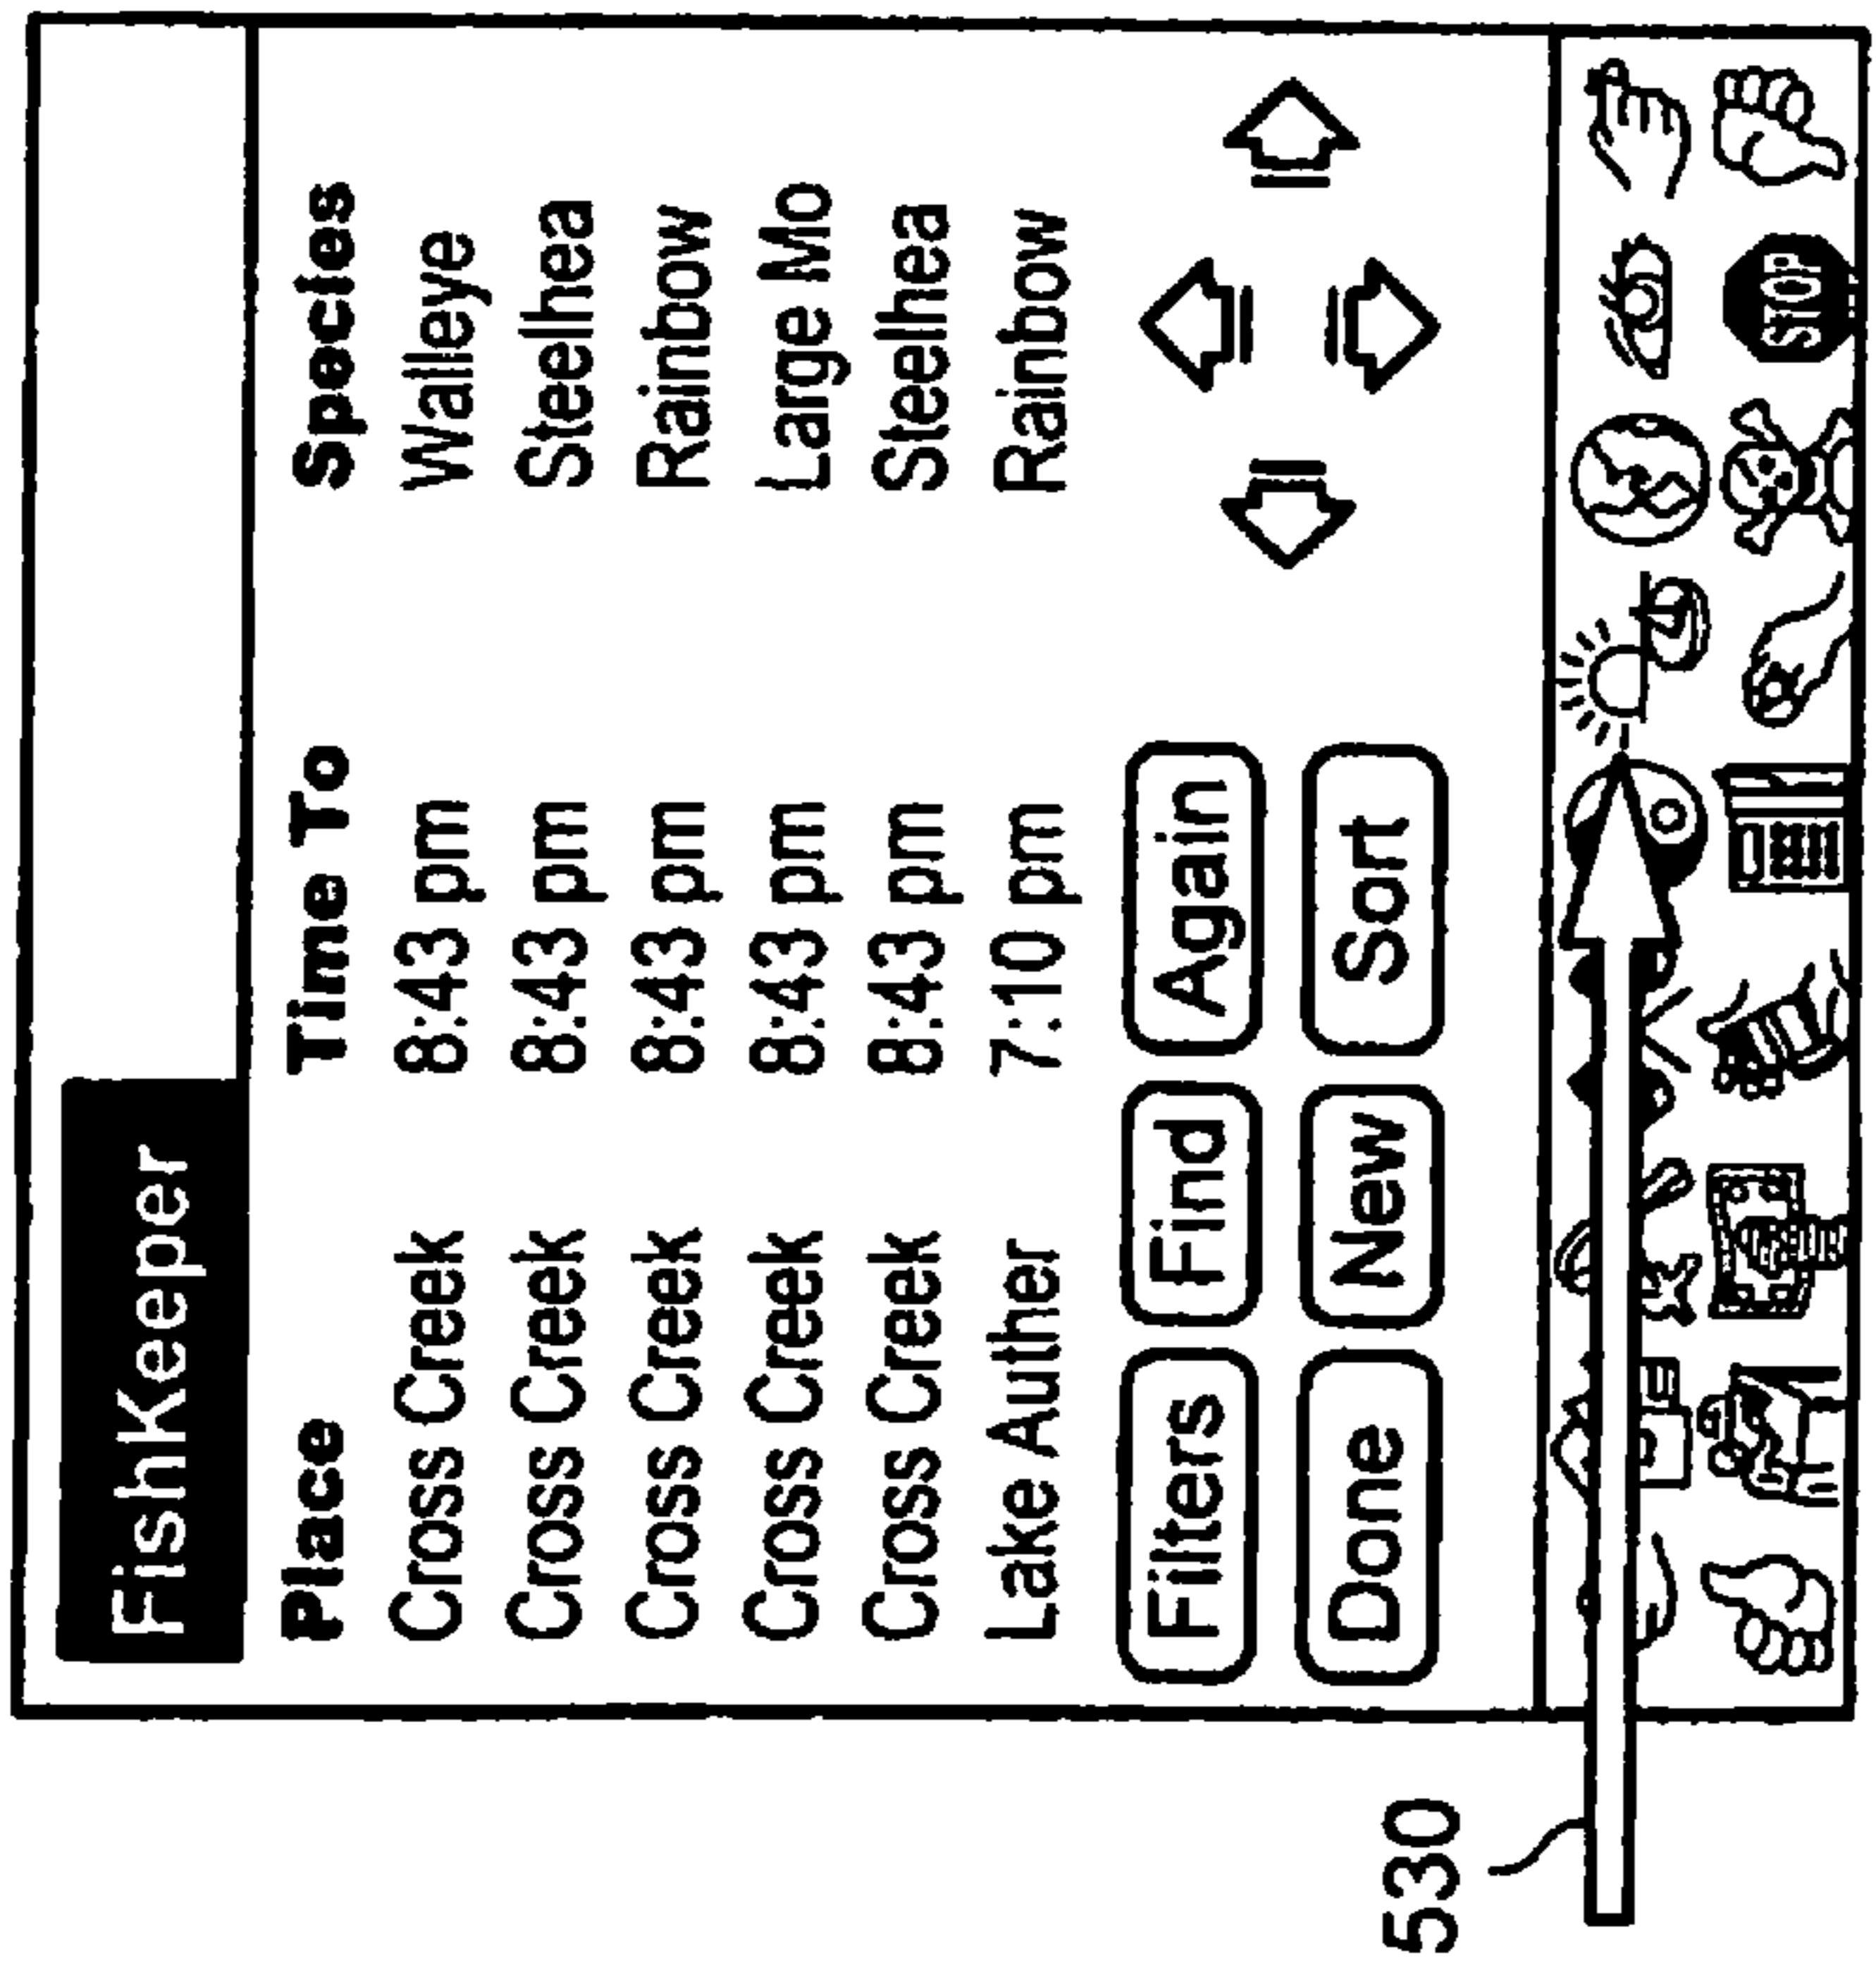 FishKeeper
Place Time To Spacles
Cross Creek 8:43 pm Walleye
Cross Creek 8:43 pm Steelhea
Cross Creek 8:43 pm Rainbow
Cross Creek 8:43 pm Large Mo
Cross Creek 8:43 pm Sleelhea
Lake Auther 7:10 pm Rainbow
Filters Find Again
Done New Sort
STOP
530